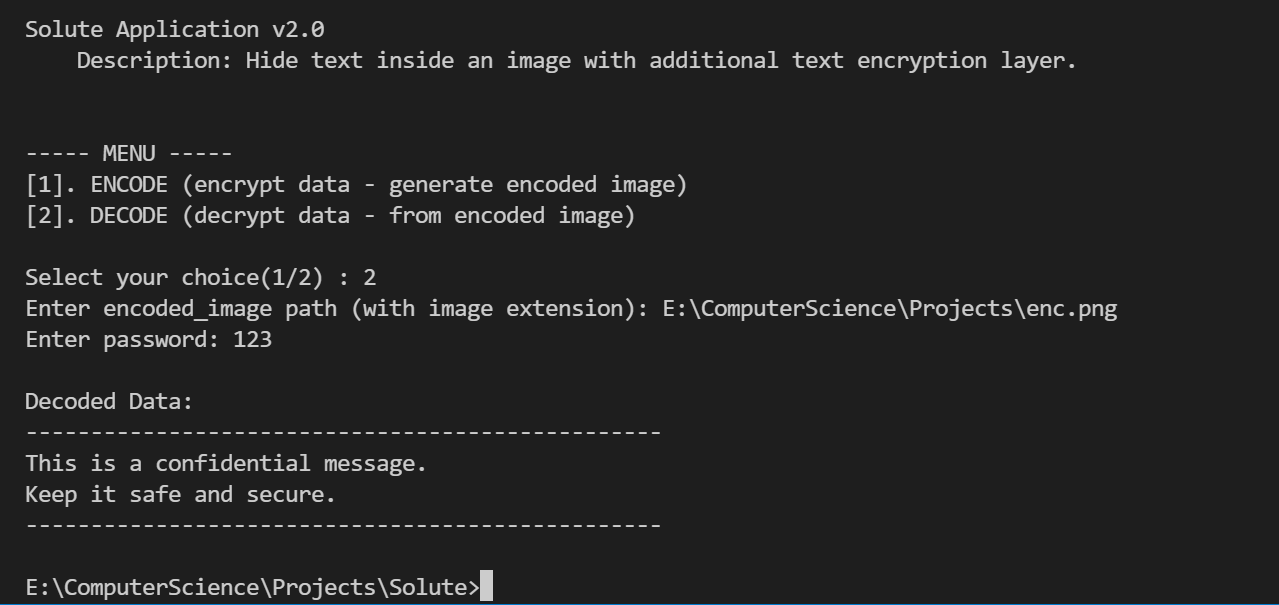 Solute Application v2.0
Description: Hide text inside an image with additional text encryption layer.
----- MENU -----
[1]. ENCODE (encrypt data - generate encoded image)
[2]. DECODE (decrypt data - from encoded image)
Select your choice(1/2) : 2
Enter encoded_image path (with image extension): E:\ComputerScience\Projects\enc.png
Enter password: 123
Decoded Data:
-------------------------------------------------
This is a confidential message.
Keep it safe and secure.
-------------------------------------------------
E:\ComputerScience\Projects\Solute>